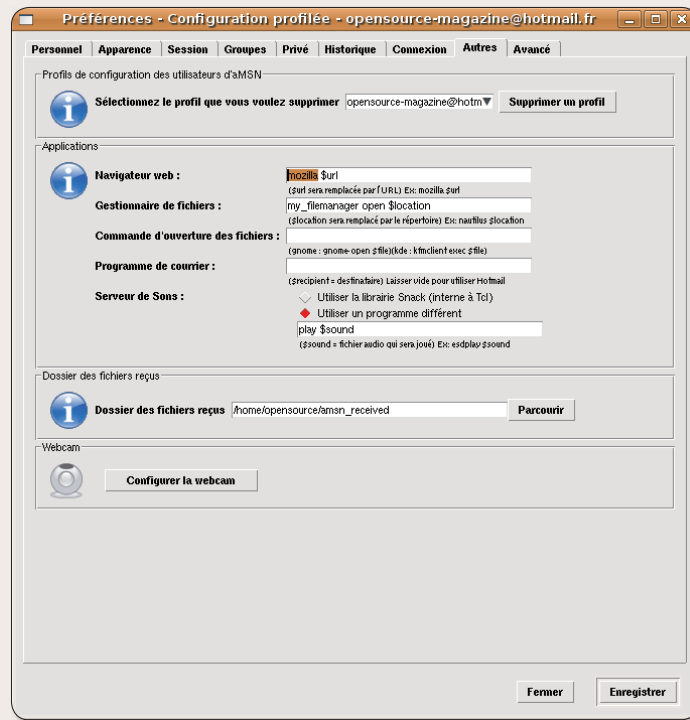 Préférences - Configuration profilée - opensource-magazine@hotmail.fr
Personnel Apparence Session Groupes Privé Historique Connexion Autres Avancé
Profils de configuration des utilisateurs d'aMSN
Sélectionnez le profil que vous voulez supprimer opensource-magazine@hotm Supprimer un profil
Applications
Navigateur web : mozilla $url
($url sera remplacée par l'URL) Ex: mozilla $url
Gestionnaire de fichiers : my_filemanager open $location
($location sera remplacé par le répertoire) Ex: nautilus $location
Commande d'ouverture des fichiers :
(gnome : gnome-open $file)(kde : kfmclient exec $file)
Programme de courrier :
($recipient = destinataire) Laisser vide pour utiliser Hotmail
Serveur de Sons : Utiliser la librairie Snack (interne à Tcl)
Utiliser un programme différent
play $sound
($sound = fichier audio qui sera joué) Ex: esdplay $sound
Dossier des fichiers reçus
Dossier des fichiers reçus /home/opensource/amsn_received Parcourir
Webcam
Configurer la webcam
Fermer Enregistrer